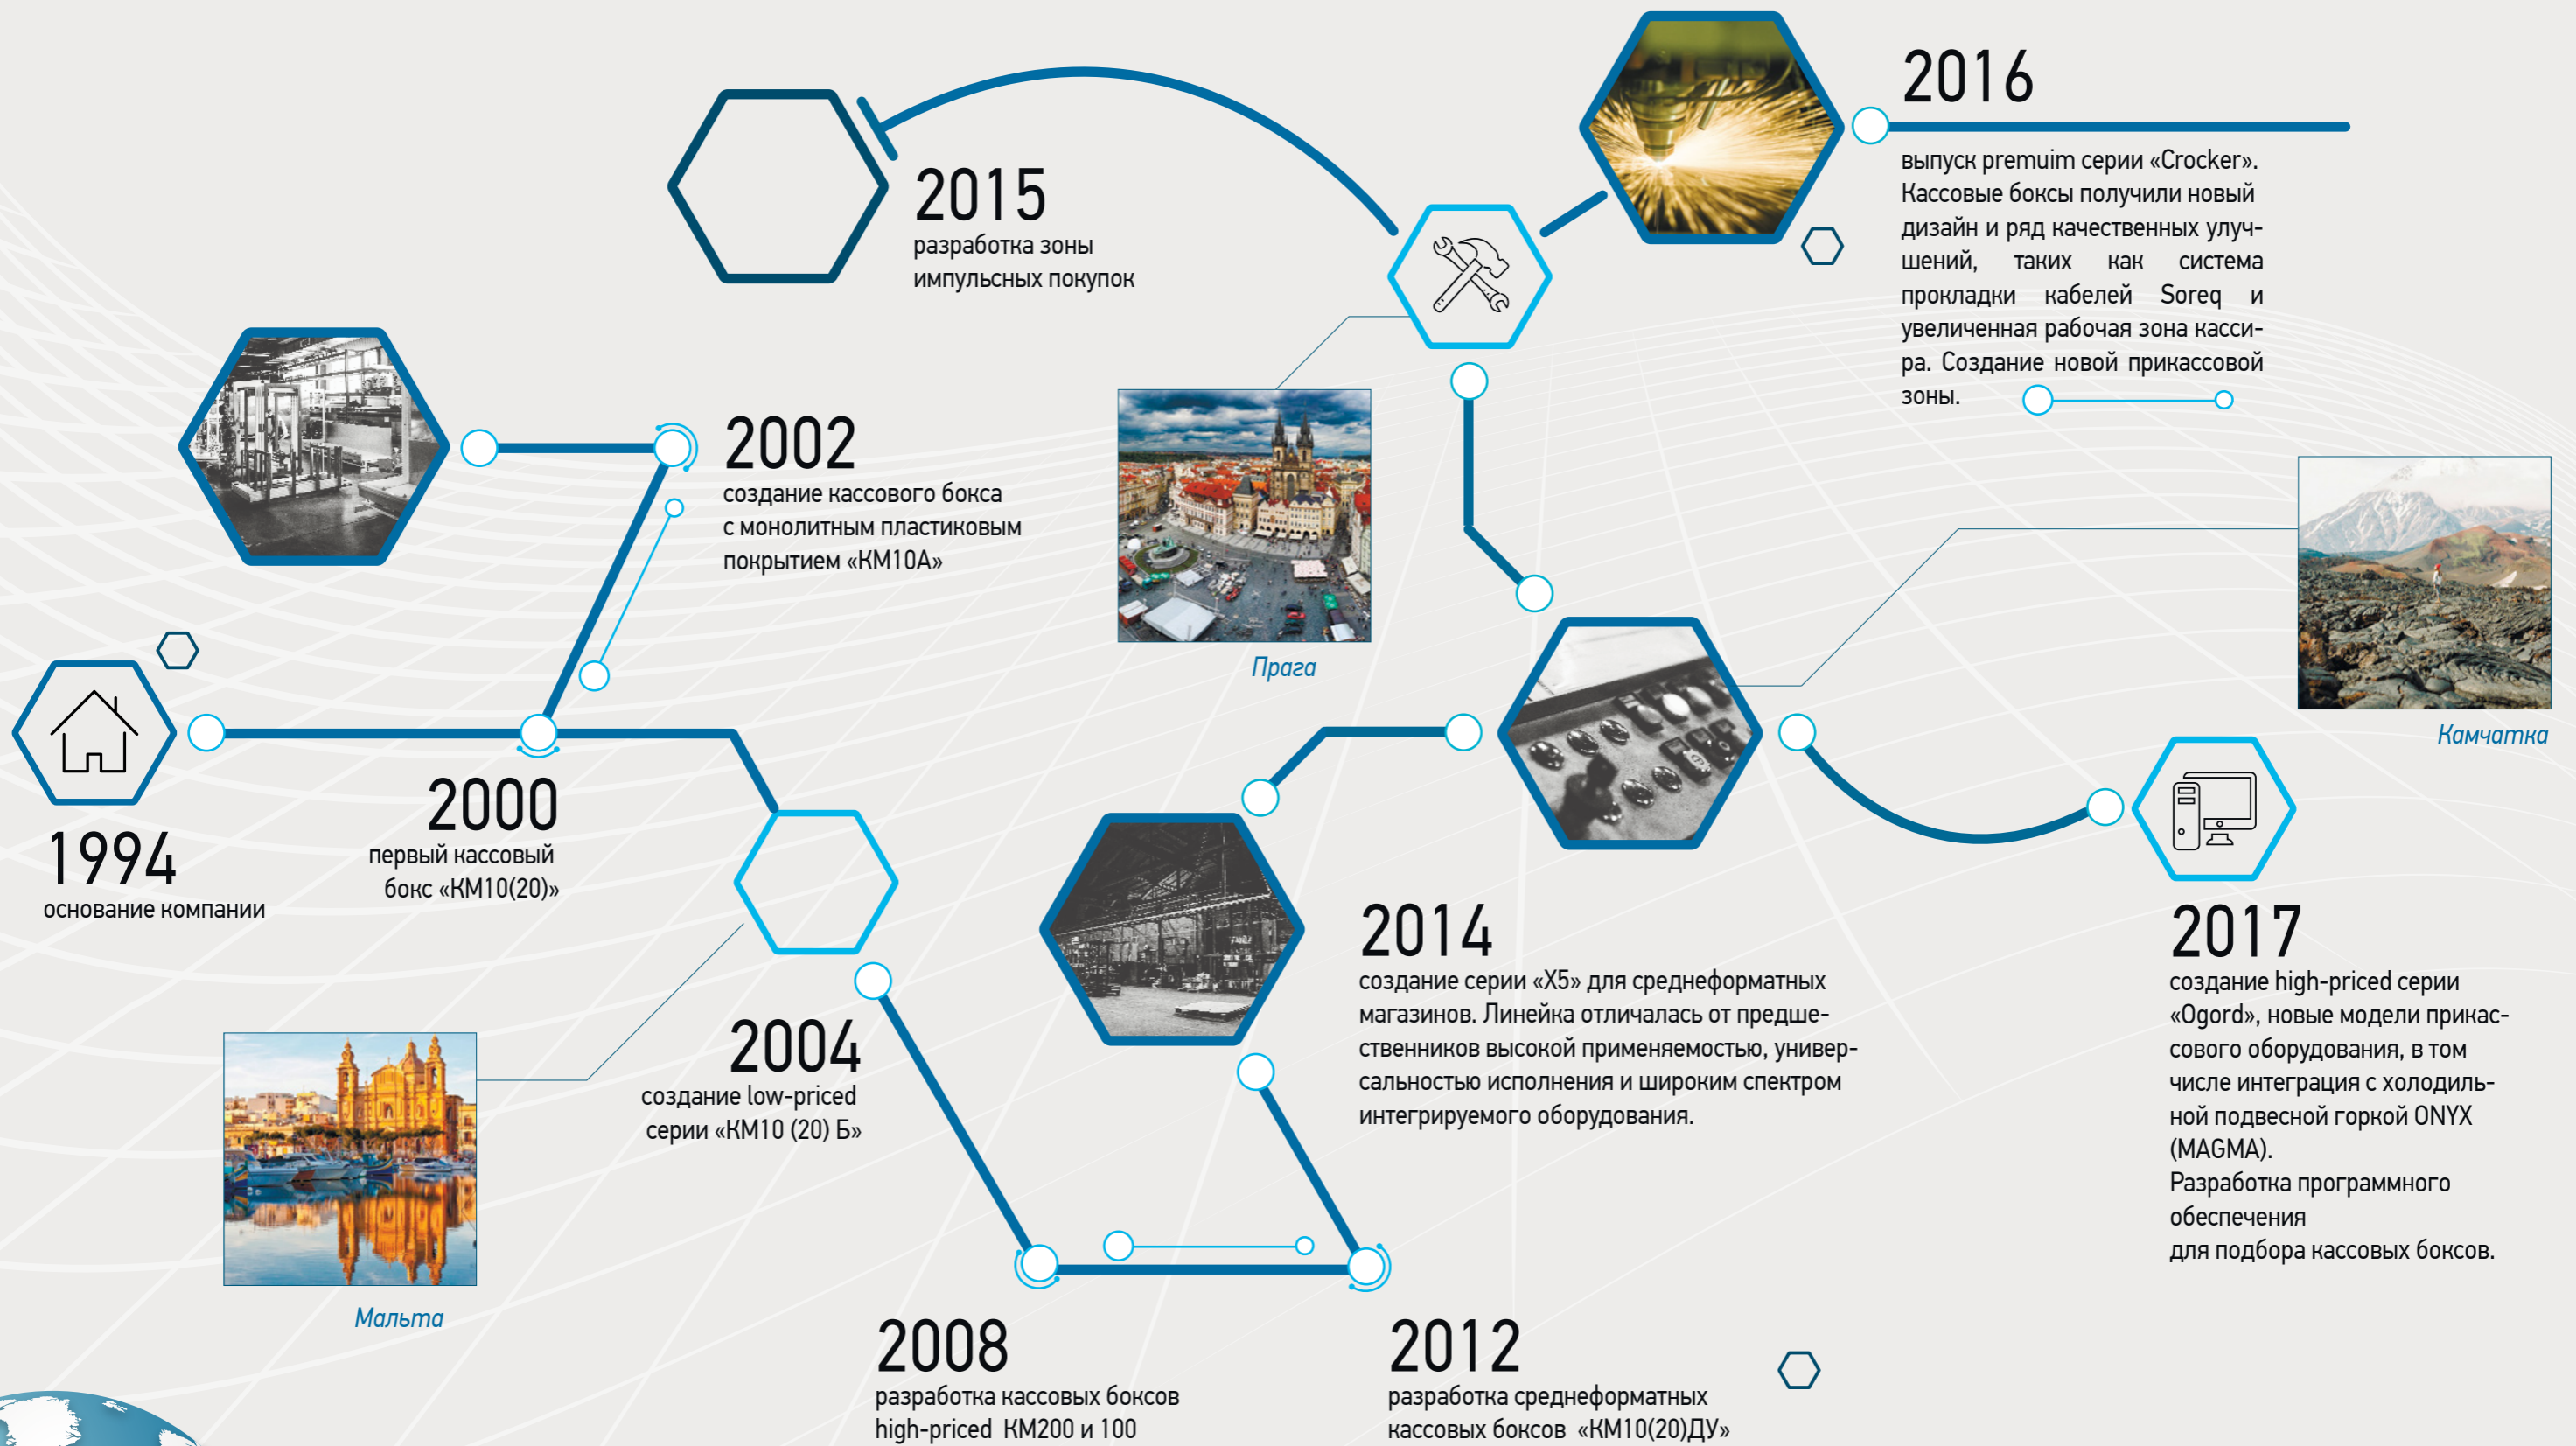 2016
выпуск premuim серии «Crocker».
Кассовые боксы получили новый
дизайн и ряд качественных улуч-
шений, таких как система
прокладки кабелей Soreq и
увеличенная рабочая зона касси-
ра. Создание новой прикассовой
зоны.
2015
разработка зоны
импульсных покупок
2002
создание кассового бокса
с монолитным пластиковым
покрытием «КМ10А»
Прага
Камчатка
1994
основание компании
2000
первый кассовый
бокс «КМ10(20)»
2004
создание low-priced
серии «КМ10 (20) Б»
Мальта
2014
создание серии «Х5» для среднеформатных
магазинов. Линейка отличалась от предше-
ственников высокой применяемостью, универ-
сальностью исполнения и широким спектром
интегрируемого оборудования.
2017
создание high-priced серии
«Ogord», новые модели прикас-
сового оборудования, в том
числе интеграция с холодиль-
ной подвесной горкой ONYX
(MAGMA).
Разработка программного
обеспечения
для подбора кассовых боксов.
2008
разработка кассовых боксов
high-priced КМ200 и 100
2012
разработка среднеформатных
кассовых боксов «КМ10(20)ДУ»